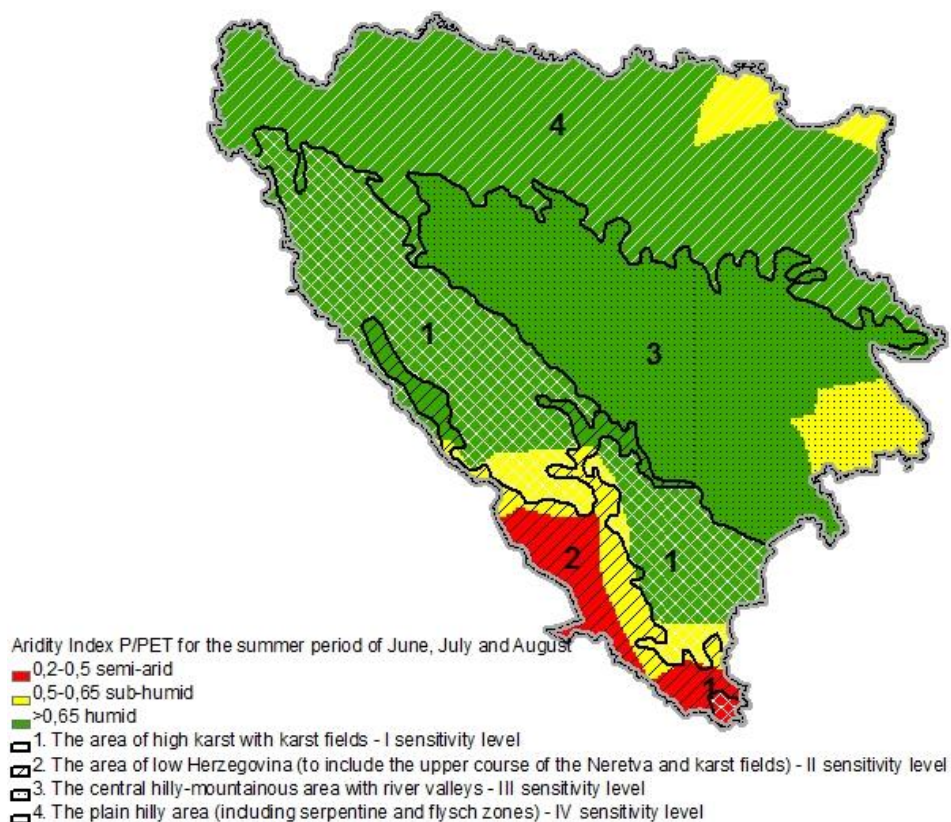 4
1
3
2
1
1
Aridity Index P/PET for the summer period of June, July and August
0,2-0,5 semi-arid
0,5-0,65 sub-humid
>0,65 humid
1. The area of high karst with karst fields - I sensitivity level
2. The area of low Herzegovina (to include the upper course of the Neretva and karst fields) - II sensitivity level
3. The central hilly-mountainous area with river valleys - III sensitivity level
4. The plain hilly area (including serpentine and flysch zones) - IV sensitivity level